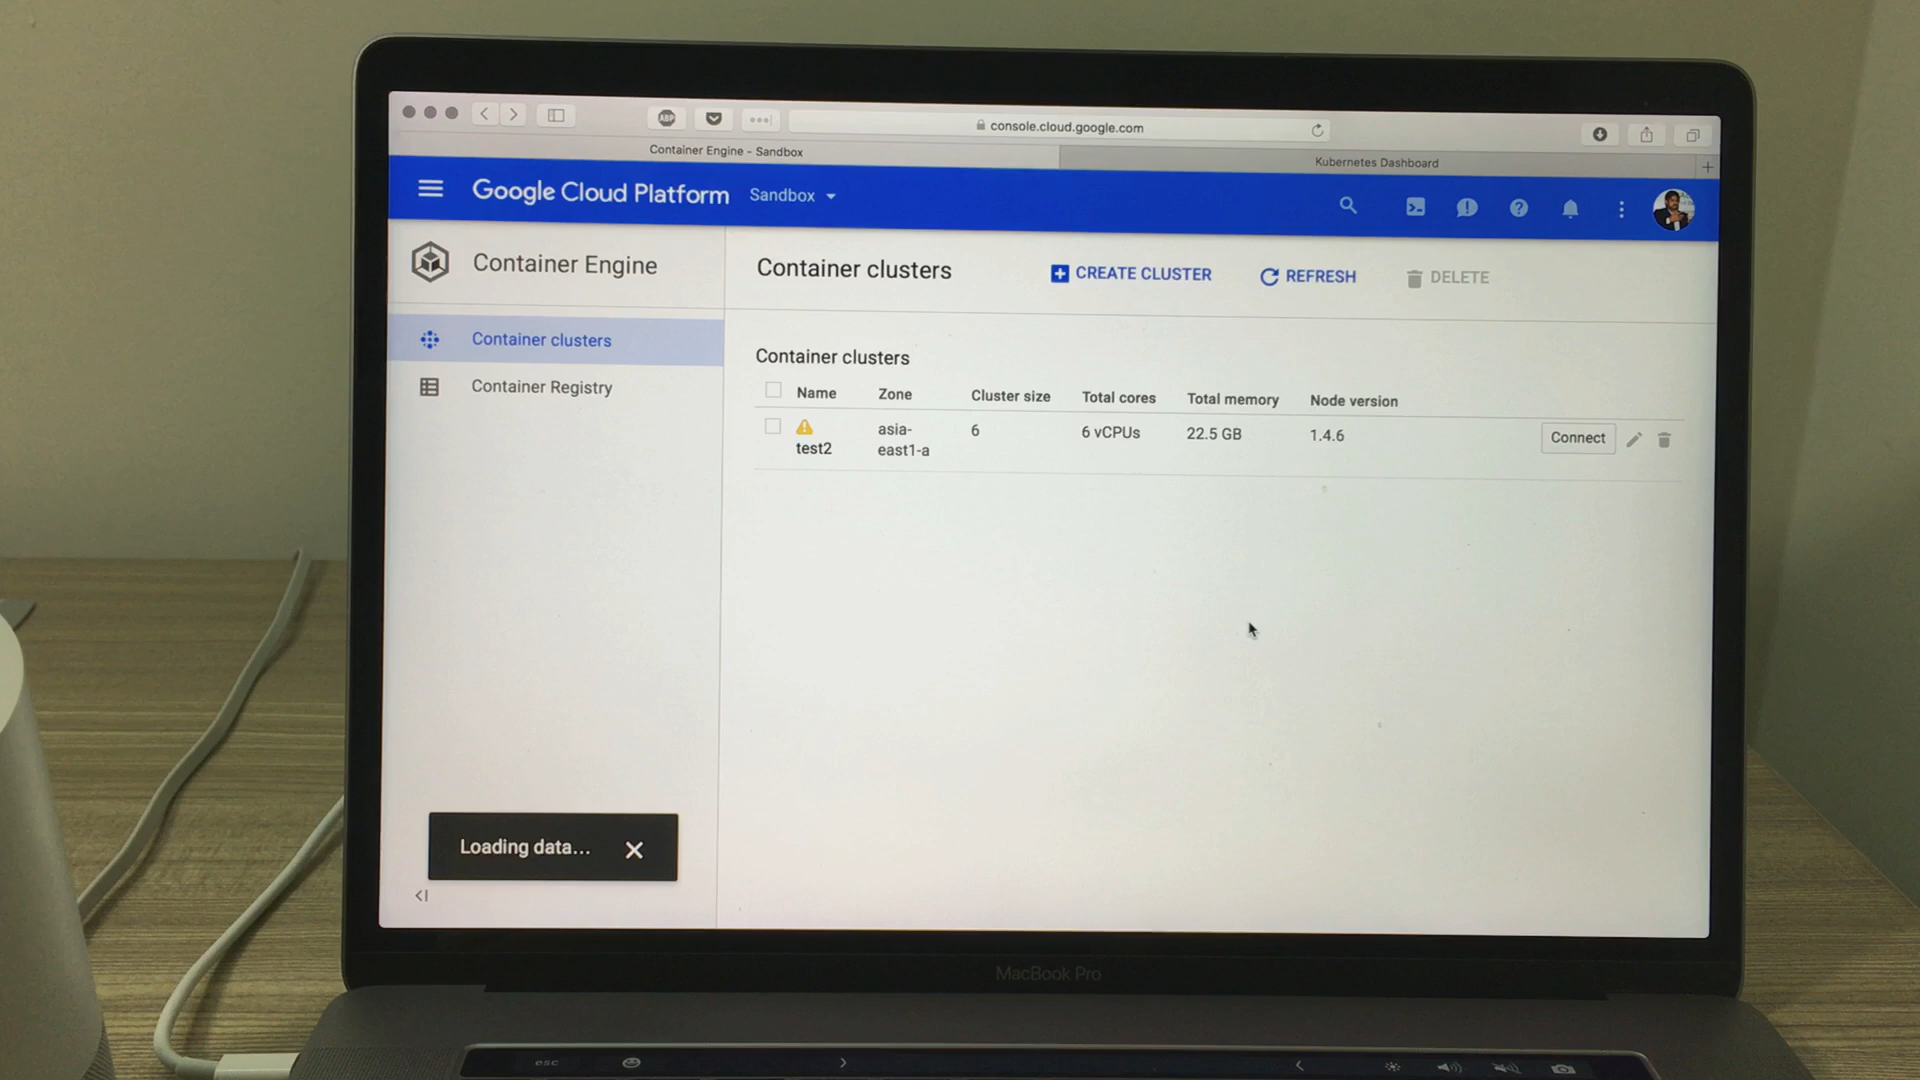 ABP
console.cloud.google.com
Container Engine - Sandbox
Kubernetes Dashboard
Google Cloud Platform
Sandbox
Container Engine
Container clusters
CREATE CLUSTER
REFRESH
DELETE
Container clusters
Container Registry
Container clusters
Name
Zone
Cluster size
Total cores
Total memory
Node version
test2
asia-
east1-a
6
6 vCPUs
22.5 GB
1.4.6
Connect
Loading data...
MacBook Pro
esc